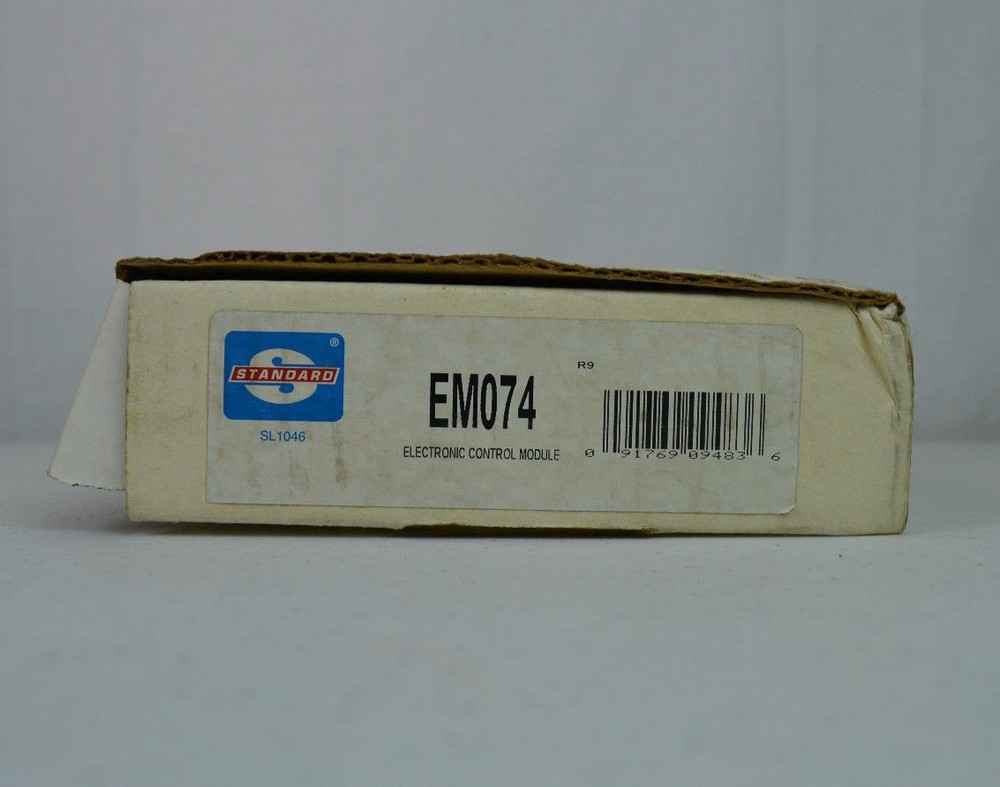 STANDARD
®
SL1046
EM074
ELECTRONIC CONTROL MODULE
R9
0 91769 09483 6